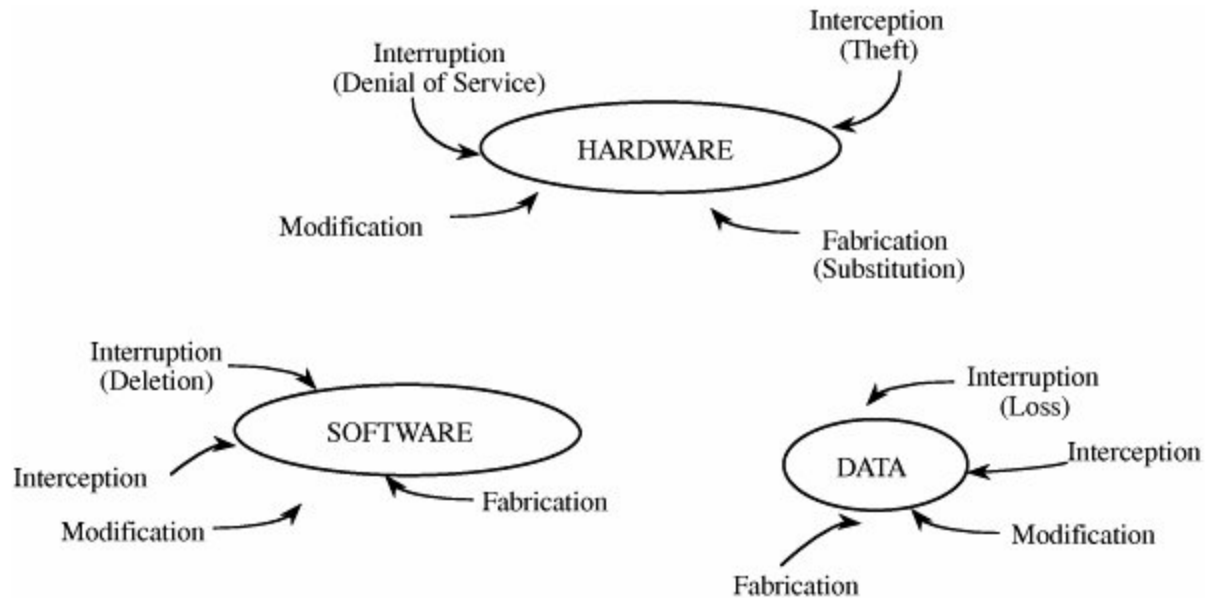 Interception
(Theft)
Interruption
(Denial of Service)
HARDWARE
Modification
Fabrication
(Substitution)
Interruption
(Deletion)
SOFTWARE
Interception
Fabrication
Modification
Interruption
(Loss)
Interception
DATA
Modification
Fabrication